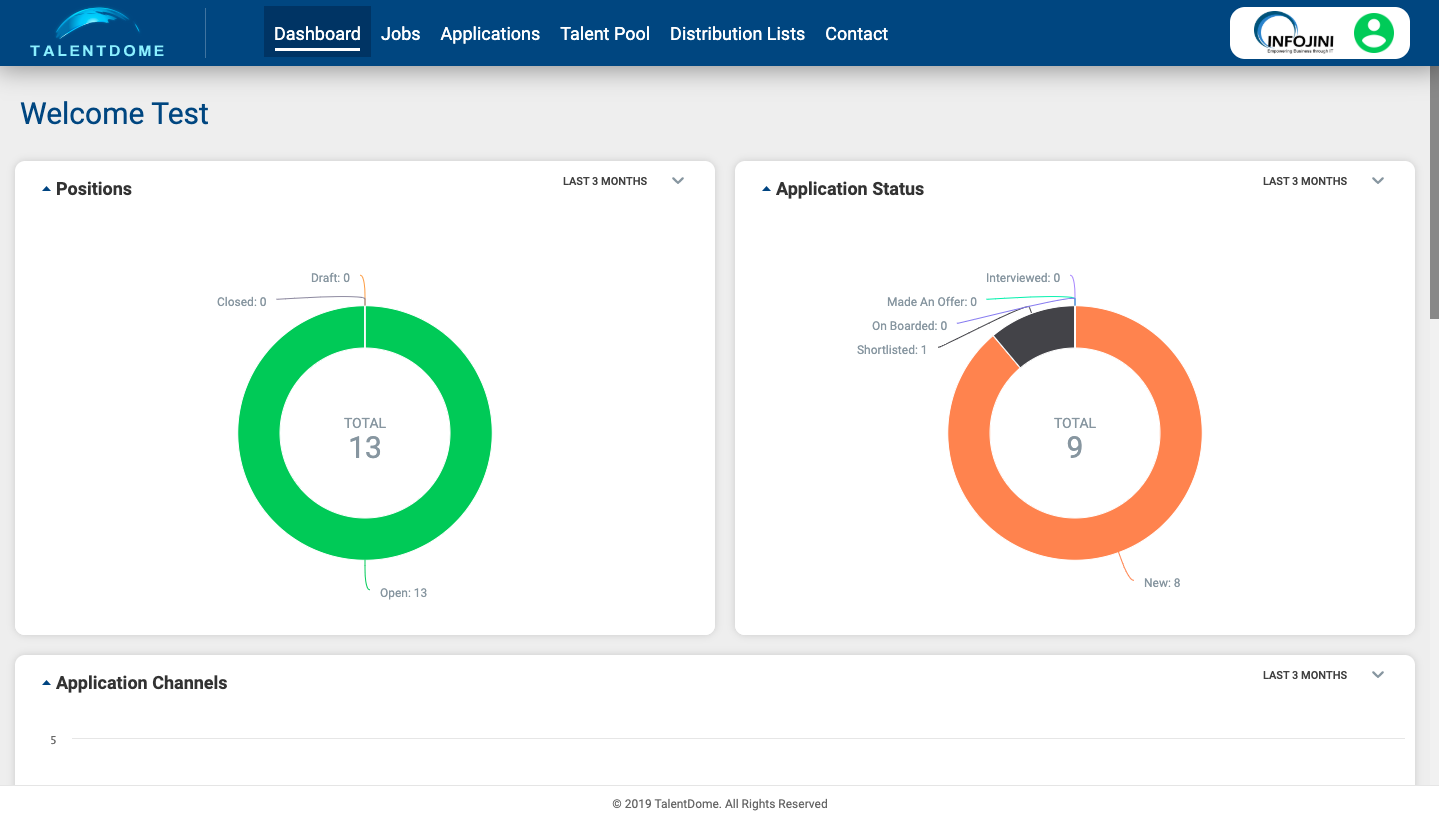 TALENTDOME
Dashboard Jobs Applications Talent Pool Distribution Lists Contact
INFOJINI
Empowering Business through IT
Welcome Test
Positions
LAST 3 MONTHS
Draft: 0
Closed: 0
TOTAL
13
Open: 13
Application Status
LAST 3 MONTHS
Interviewed: 0
Made An Offer: 0
On Boarded: 0
Shortlisted: 1
TOTAL
9
New: 8
Application Channels
LAST 3 MONTHS
5
© 2019 TalentDome. All Rights Reserved